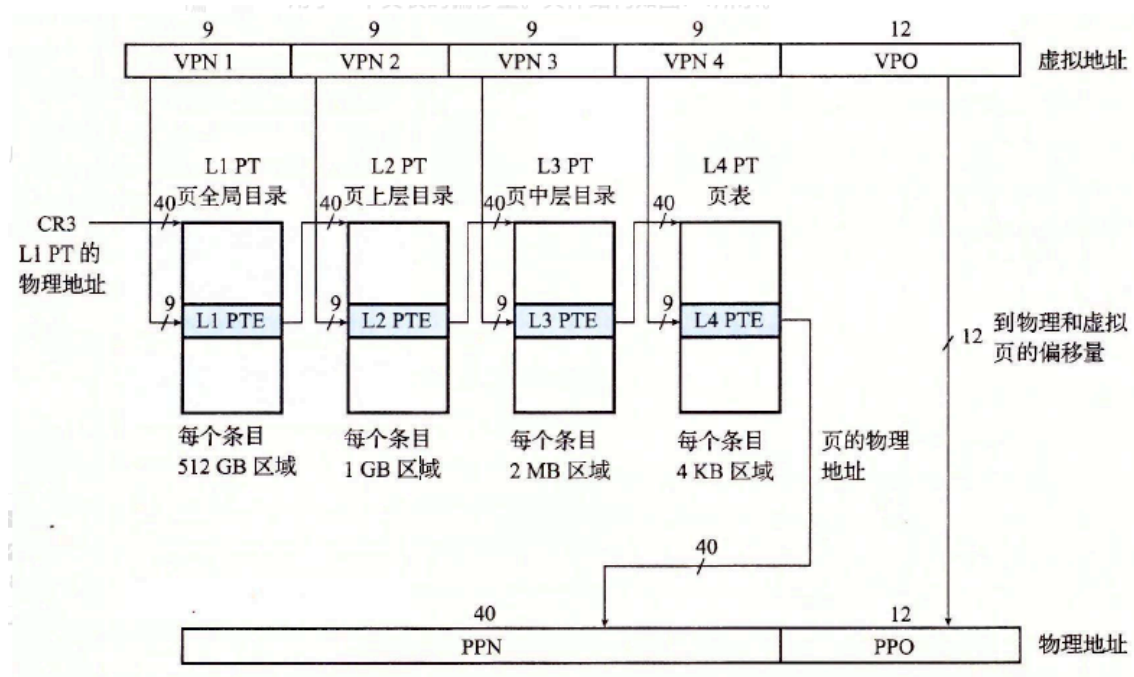 9 9 9 9 12
VPN 1 VPN 2 VPN 3 VPN 4 VPO 虚拟地址
L1 PT L2 PT L3 PT L4 PT
页全局目录 页上层目录 页中层目录 页表
40 40 40 40
CR3
L1 PT 的
物理地址
9 9 9 9
L1 PTE L2 PTE L3 PTE L4 PTE
12 到物理和虚拟
页的偏移量
每个条目 每个条目 每个条目 每个条目 页的物理
512 GB 区域 1 GB 区域 2 MB 区域 4 KB 区域 地址
40
40 12
PPN PPO 物理地址